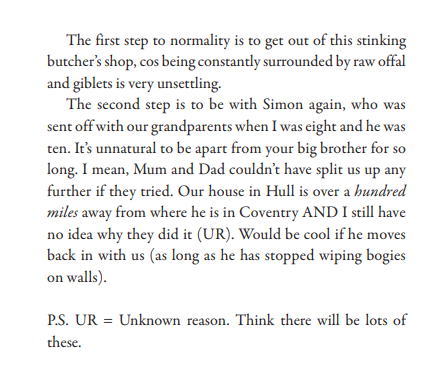 The first step to normality is to get out of this stinking
butcher's shop, cos being constantly surrounded by raw offal
and giblets is very unsettling.
The second step is to be with Simon again, who was
sent off with our grandparents when I was eight and he was
ten. It's unnatural to be apart from your big brother for so
long. I mean, Mum and Dad couldn't have split us up any
further if they tried. Our house in Hull is over a hundred
miles away from where he is in Coventry AND I still have
no idea why they did it (UR). Would be cool if he moves
back in with us (as long as he has stopped wiping bogies
on walls).
P.S. UR = Unknown reason. Think there will be lots of
these.